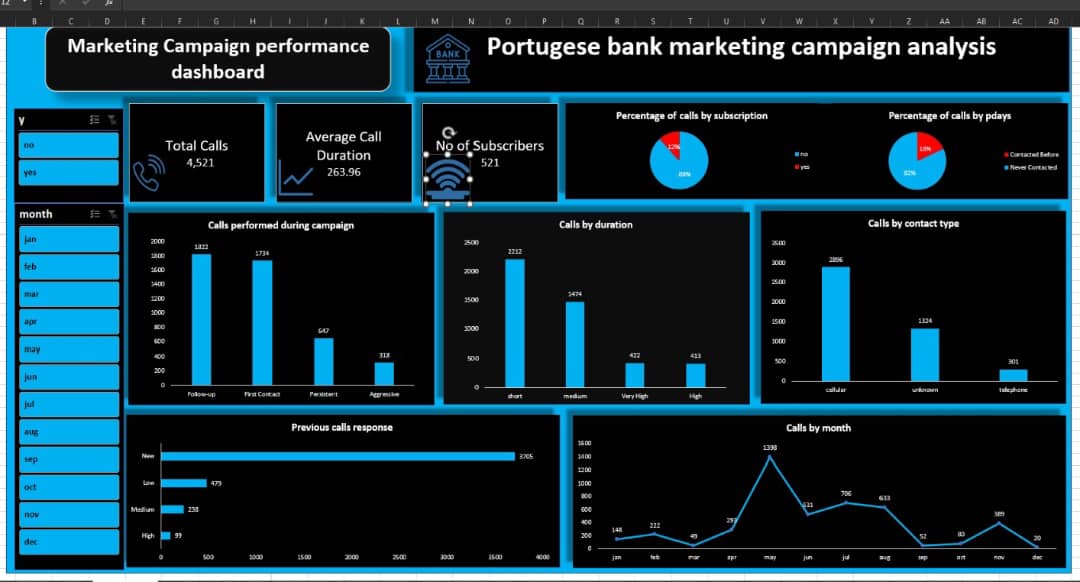 B C D E F G H I J K L M N O P Q R S T U V W X Y Z AA AB AC AD
Marketing Campaign performance
dashboard
BANK
Portugese bank marketing campaign analysis
y
no
yes
month
jan
feb
mar
apr
may
jun
jul
aug
sep
oct
nov
dec
Total Calls
4,521
Average Call
Duration
263.96
No of Subscribers
521
Percentage of calls by subscription
12%
88%
no
yes
Percentage of calls by pdays
18%
82%
Contacted Before
Never Contacted
Calls performed during campaign
2000
1800
1600
1400
1200
1000
800
600
400
200
0
1822
1734
647
318
Follow-up
First Contact
Persistent
Aggressive
Calls by duration
2500
2000
1500
1000
500
0
2212
1474
422
413
short
medium
Very High
High
Calls by contact type
3500
3000
2500
2000
1500
1000
500
0
2896
1324
301
cellular
unknown
telephone
Previous calls response
New
Low
Medium
High
3705
479
238
99
0
500
1000
1500
2000
2500
3000
3500
4000
Calls by month
1600
1400
1200
1000
800
600
400
200
0
148
222
49
293
1398
531
706
633
52
80
389
20
jan
feb
mar
apr
may
jun
jul
aug
sep
oct
nov
dec